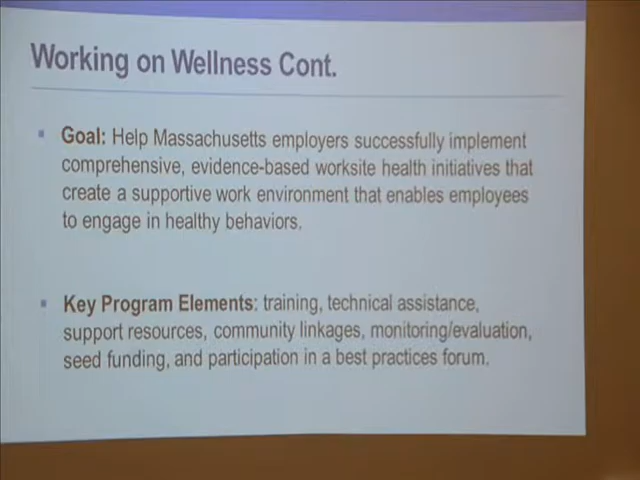 Working on Wellness Cont.
▪ Goal: Help Massachusetts employers successfully implement
comprehensive, evidence-based worksite health initiatives that
create a supportive work environment that enables employees
to engage in healthy behaviors.
▪ Key Program Elements: training, technical assistance,
support resources, community linkages, monitoring/evaluation,
seed funding, and participation in a best practices forum.